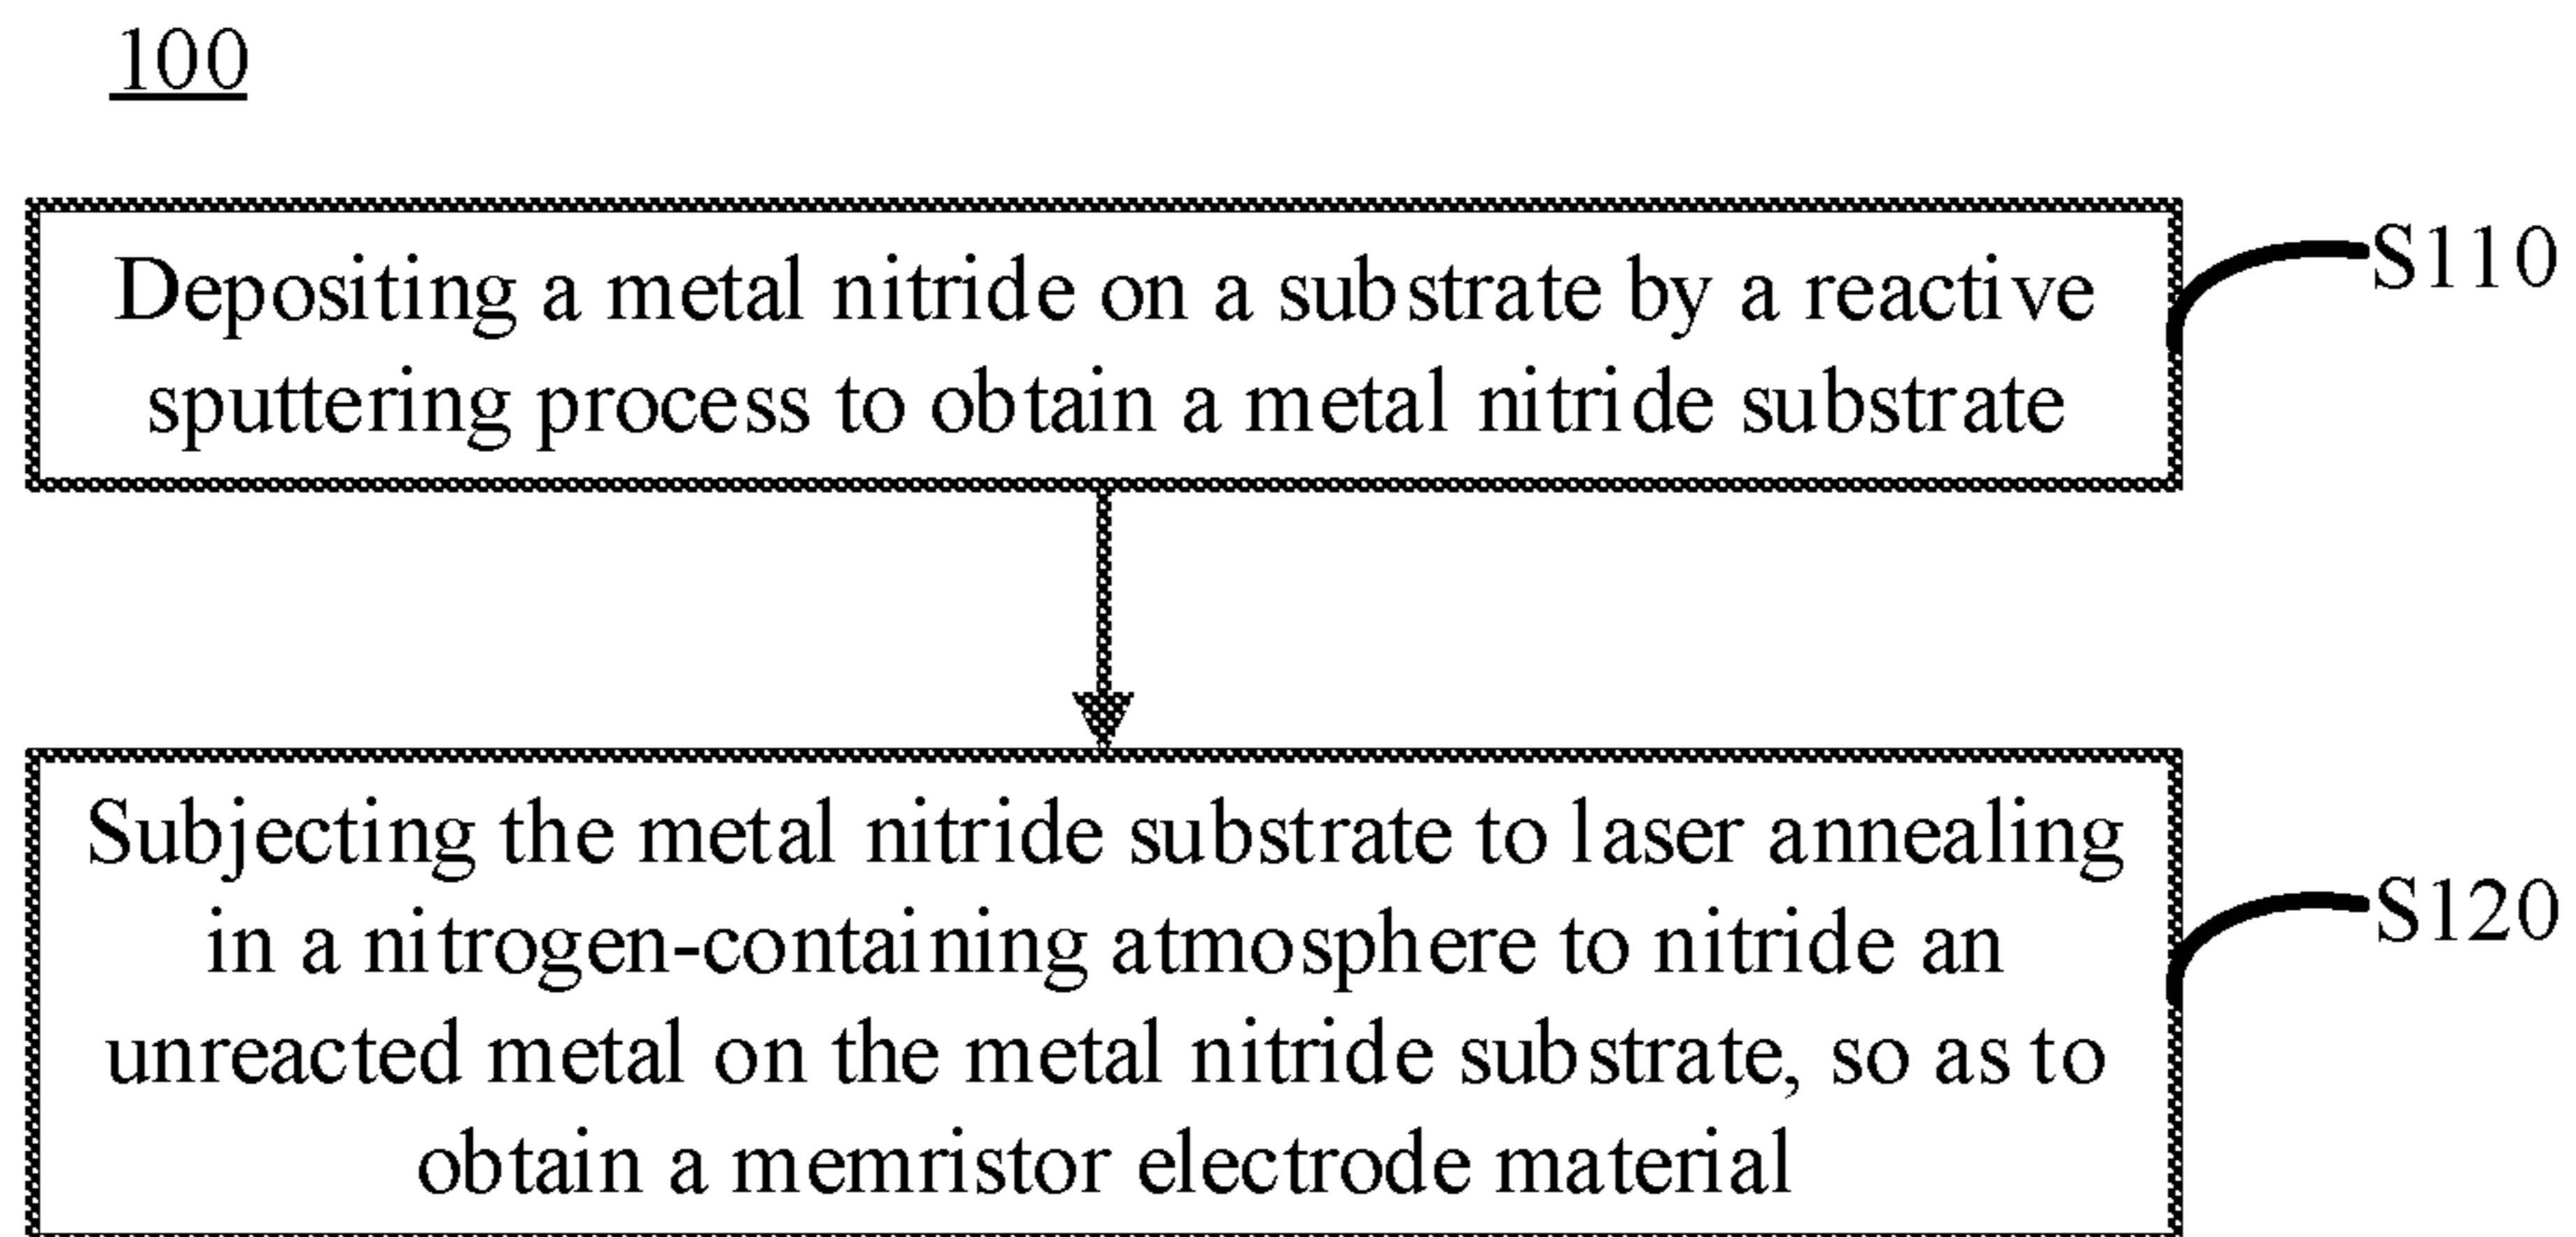 100
Depositing a metal nitride on a substrate by a reactive
sputtering process to obtain a metal nitride substrate
S110
Subjecting the metal nitride substrate to laser annealing
in a nitrogen-containing atmosphere to nitride an
unreacted metal on the metal nitride substrate, so as to
obtain a memristor electrode material
S120